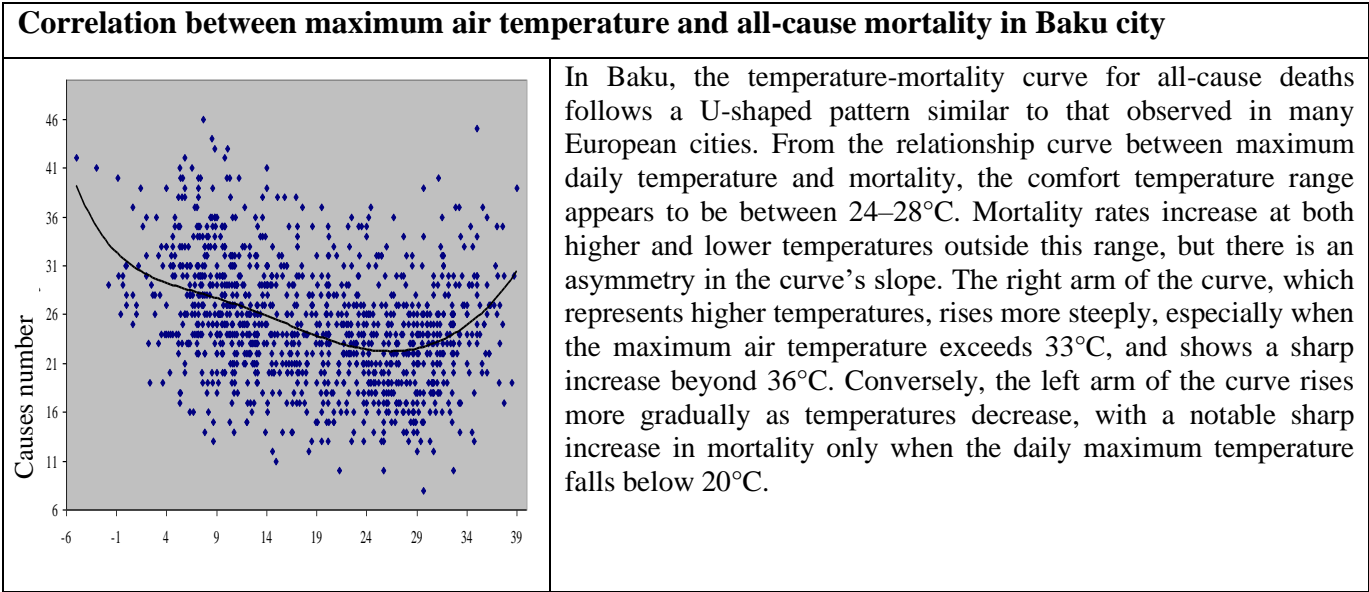 Correlation between maximum air temperature and all-cause mortality in Baku city
46
41
36
31
26
21
16
11
6
-6 -1 4 9 14 19 24 29 34 39
Causes number
In Baku, the temperature-mortality curve for all-cause deaths
follows a U-shaped pattern similar to that observed in many
European cities. From the relationship curve between maximum
daily temperature and mortality, the comfort temperature range
appears to be between 24–28°C. Mortality rates increase at both
higher and lower temperatures outside this range, but there is an
asymmetry in the curve’s slope. The right arm of the curve, which
represents higher temperatures, rises more steeply, especially when
the maximum air temperature exceeds 33°C, and shows a sharp
increase beyond 36°C. Conversely, the left arm of the curve rises
more gradually as temperatures decrease, with a notable sharp
increase in mortality only when the daily maximum temperature
falls below 20°C.